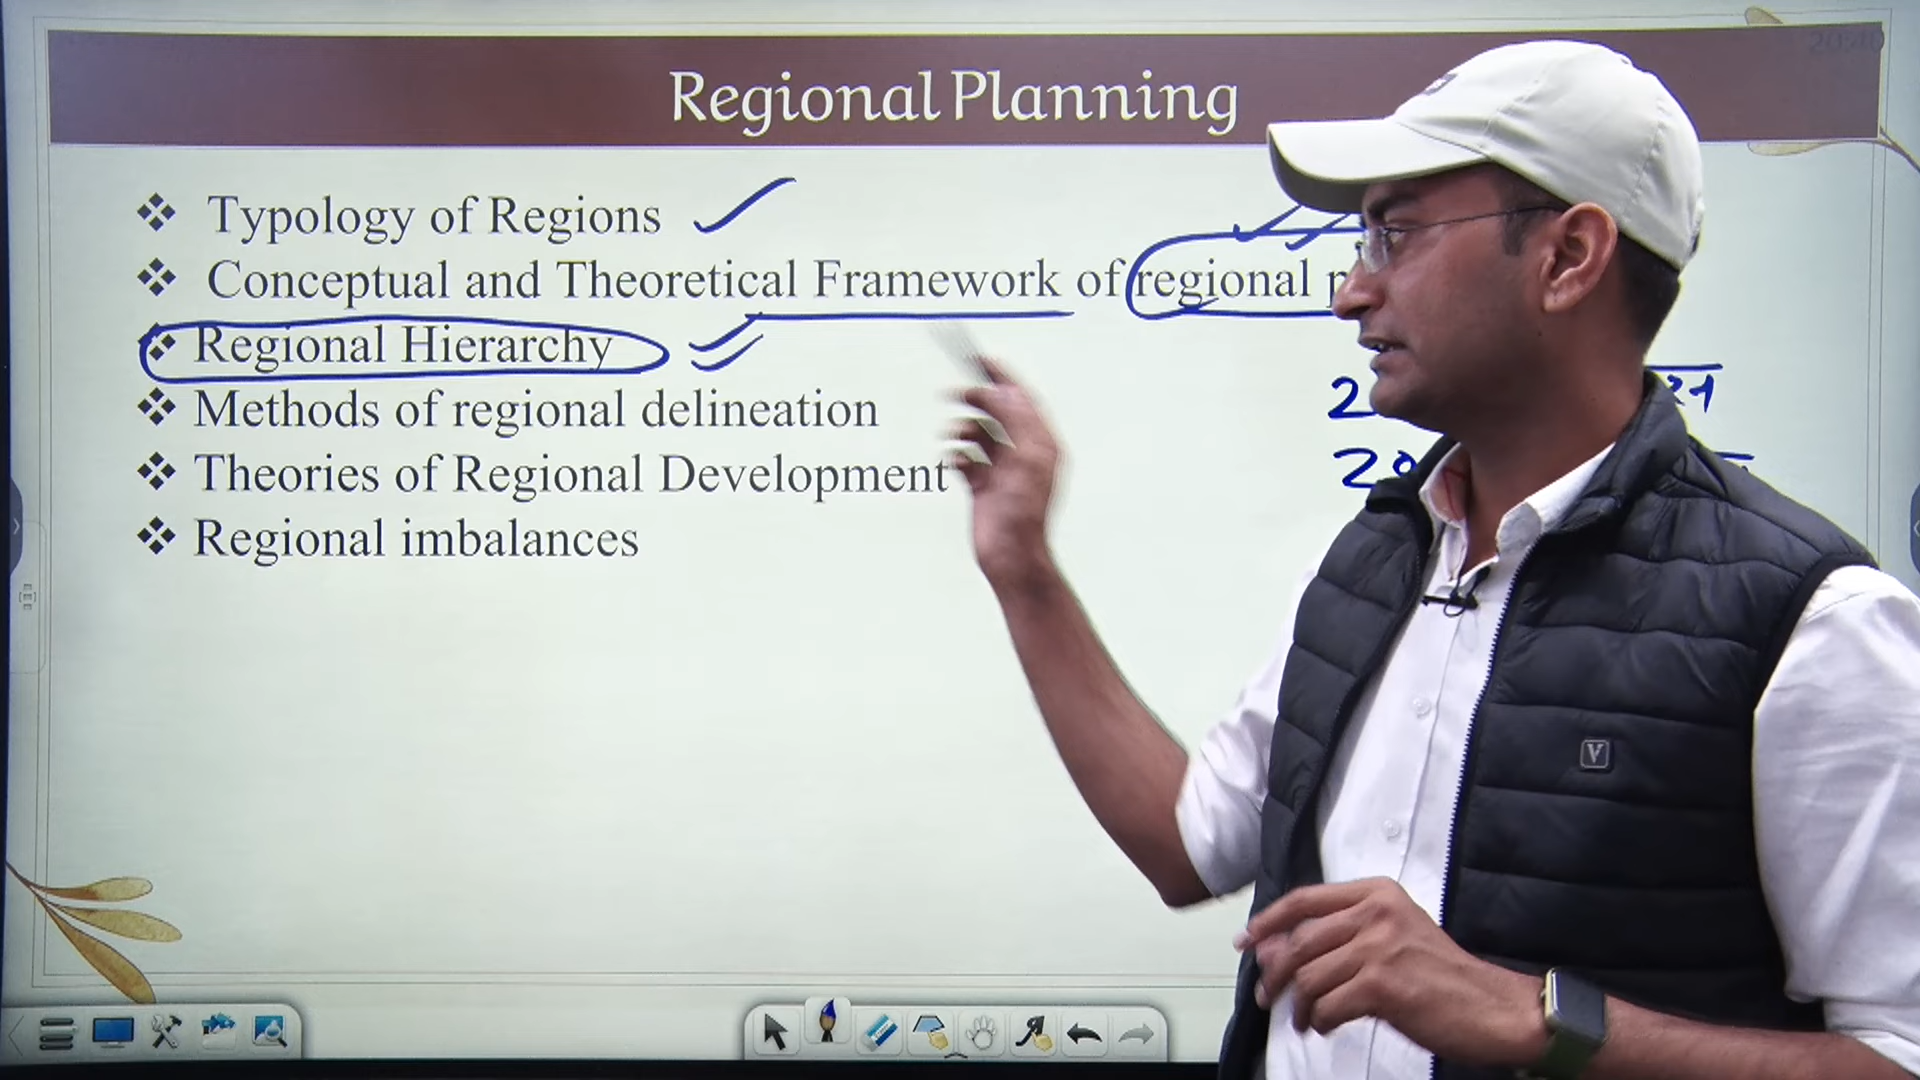 Regional Planning
Typology of Regions
Conceptual and Theoretical Framework of regional
Regional Hierarchy
Methods of regional delineation
Theories of Regional Development
Regional imbalances
V